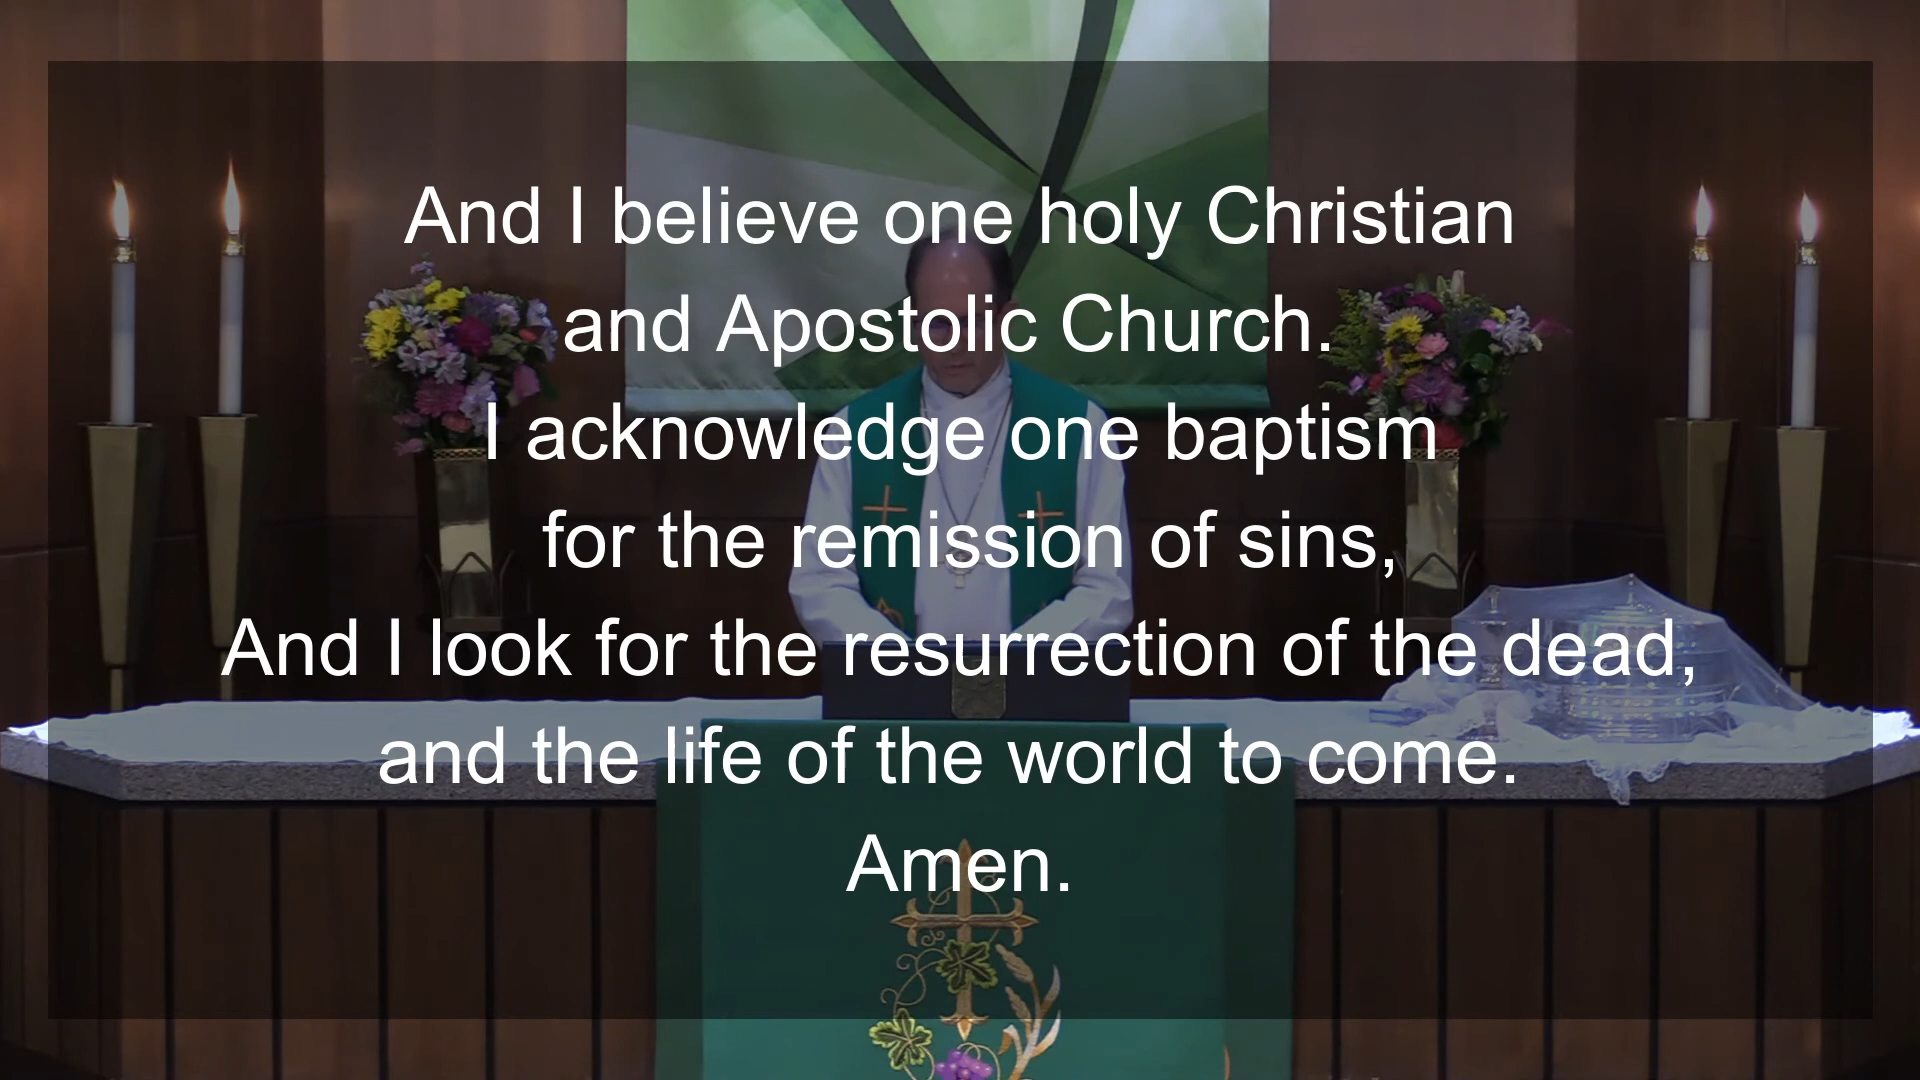 And I believe one holy Christian
and Apostolic Church.
I acknowledge one baptism
for the remission of sins,
And I look for the resurrection of the dead,
and the life of the world to come.
Amen.